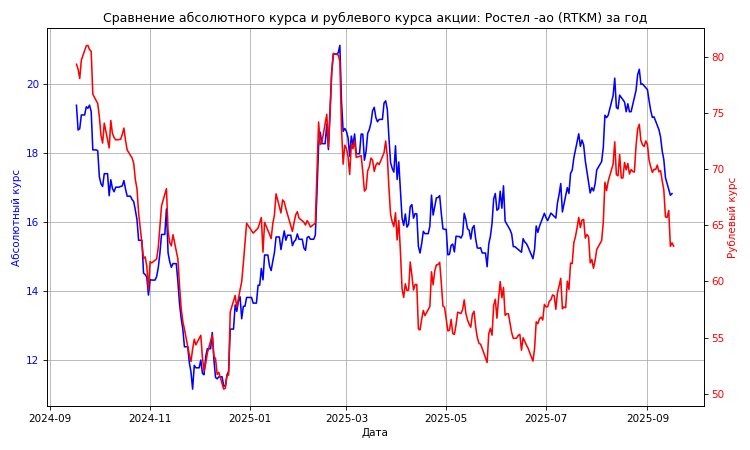 Сравнение абсолютного курса и рублевого курса акции: Ростел -ао (RTKM) за год
Абсолютный курс
20
18
16
14
12
80
75
70
65
60
55
50
Рублевый курс
2024-09 2024-11 2025-01 2025-03 2025-05 2025-07 2025-09
Дата